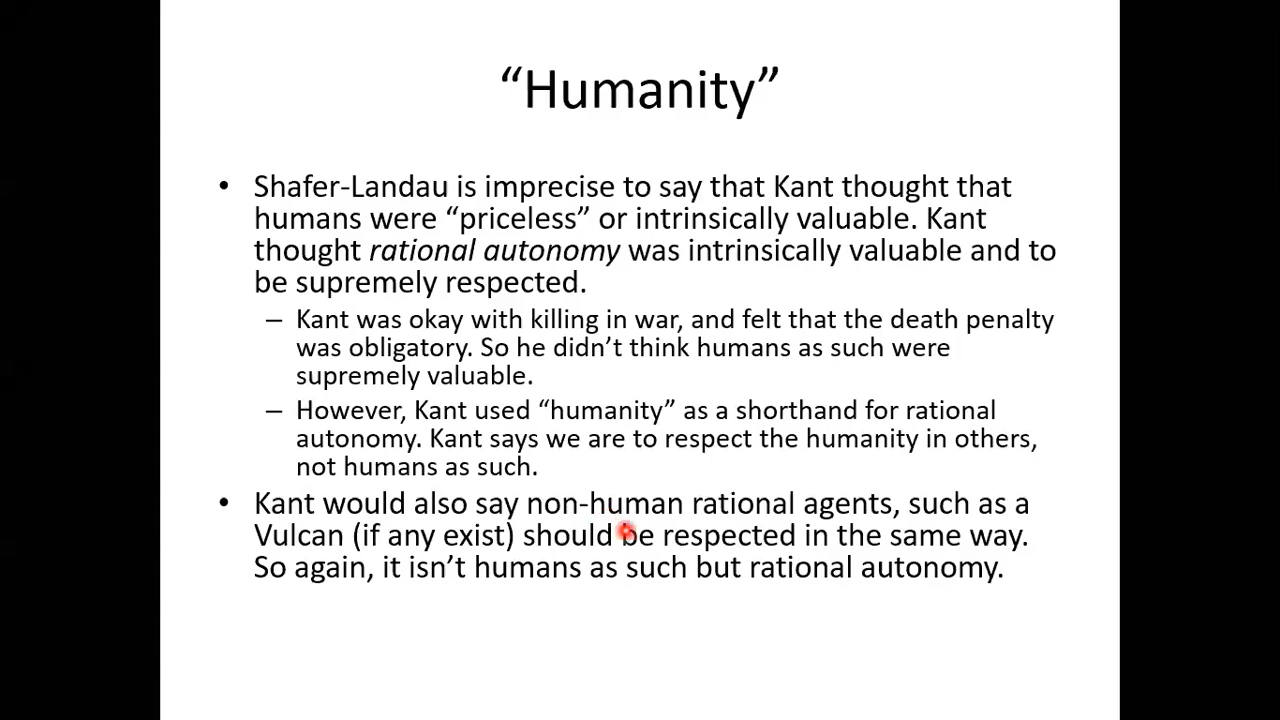 “Humanity”
• Shafer-Landau is imprecise to say that Kant thought that
humans were “priceless” or intrinsically valuable. Kant
thought rational autonomy was intrinsically valuable and to
be supremely respected.
– Kant was okay with killing in war, and felt that the death penalty
was obligatory. So he didn’t think humans as such were
supremely valuable.
– However, Kant used “humanity” as a shorthand for rational
autonomy. Kant says we are to respect the humanity in others,
not humans as such.
• Kant would also say non-human rational agents, such as a
Vulcan (if any exist) should be respected in the same way.
So again, it isn’t humans as such but rational autonomy.